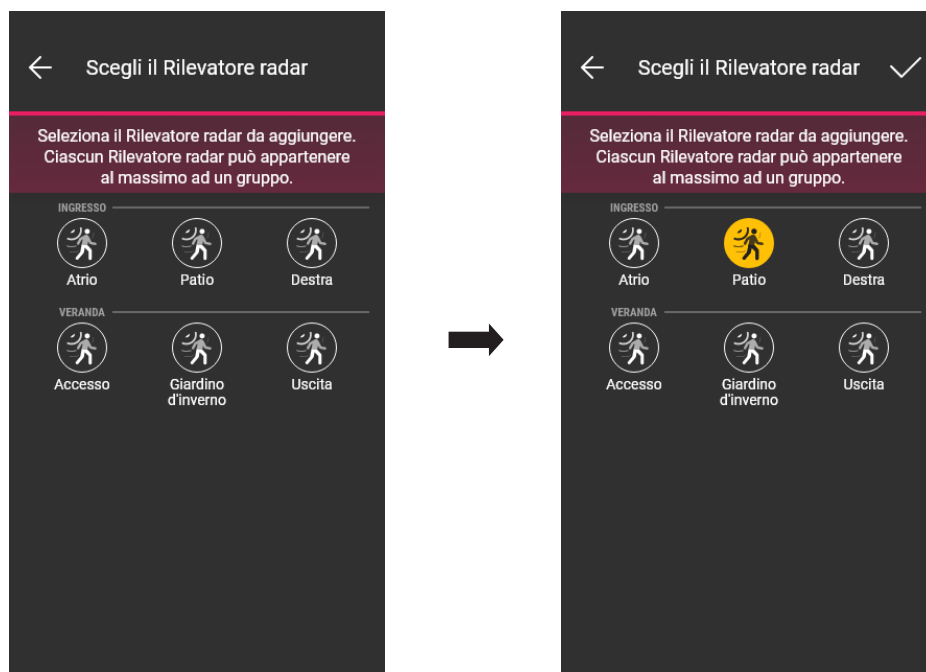 Scegli il Rilevatore radar
Seleziona il Rilevatore radar da aggiungere.
Ciascun Rilevatore radar può appartenere
al massimo ad un gruppo.
INGRESSO
Atrio
Patio
Destra
VERANDA
Accesso
Giardino
d'inverno
Uscita
Scegli il Rilevatore radar
Seleziona il Rilevatore radar da aggiungere.
Ciascun Rilevatore radar può appartenere
al massimo ad un gruppo.
INGRESSO
Atrio
Patio
Destra
VERANDA
Accesso
Giardino
d'inverno
Uscita